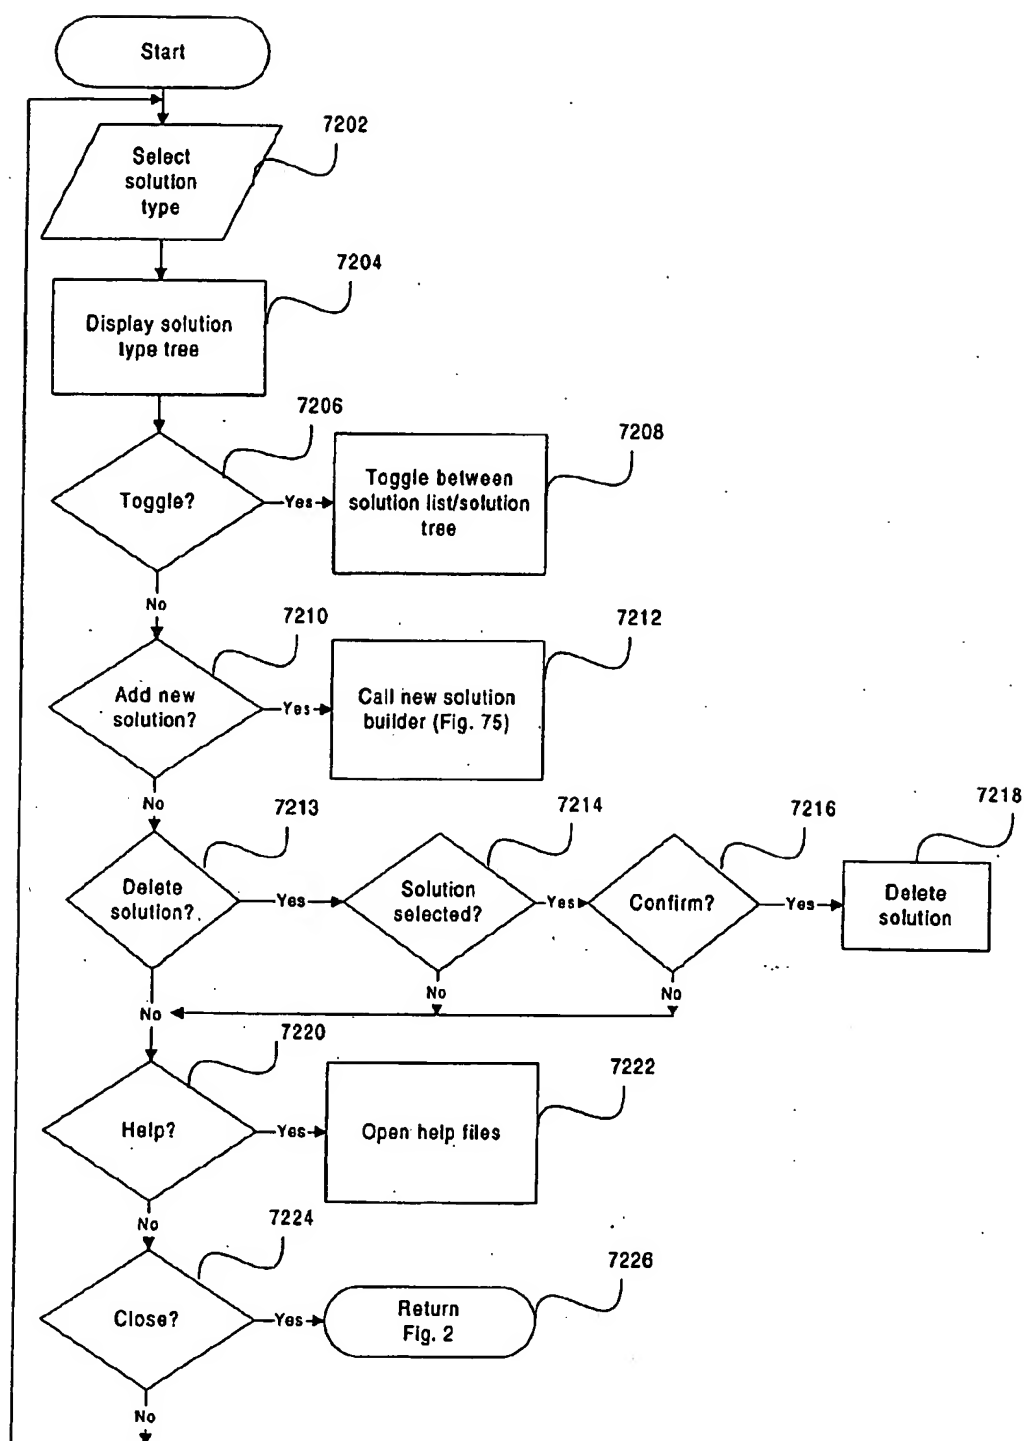 Start
7202
Select
solution
type
7204
Display solution
type tree
7206
Toggle?
Yes
7208
Toggle between
solution list/solution
tree
No
7210
Add new
solution?
Yes
7212
Call new solution
builder (Fig. 75)
No
7213
Delete
solution?
Yes
7214
Solution
selected?
Yes
7216
Confirm?
Yes
7218
Delete
solution
No
No
No
7220
Help?
Yes
7222
Open help files
No
7224
Close?
Yes
7226
Return
Fig. 2
No